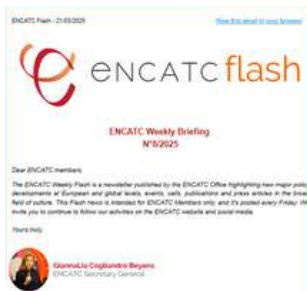 ENCATC Flash - 21/03/2025
View this email in your browser
ENCATC flash
ENCATC Weekly Briefing
N°8/2025
Dear ENCATC members,
The ENCATC Weekly Flash is a newsletter published by the ENCATC Office highlighting new major policy
developments at European and global levels, events, calls, publications and press articles in the broad
field of culture. This Flash news is intended for ENCATC Members only, and it's posted every Friday. We
invite you to continue to follow our activities on the ENCATC website and social media.
Yours truly,
GiannaLia Cogliandro Beyens
ENCATC Secretary General